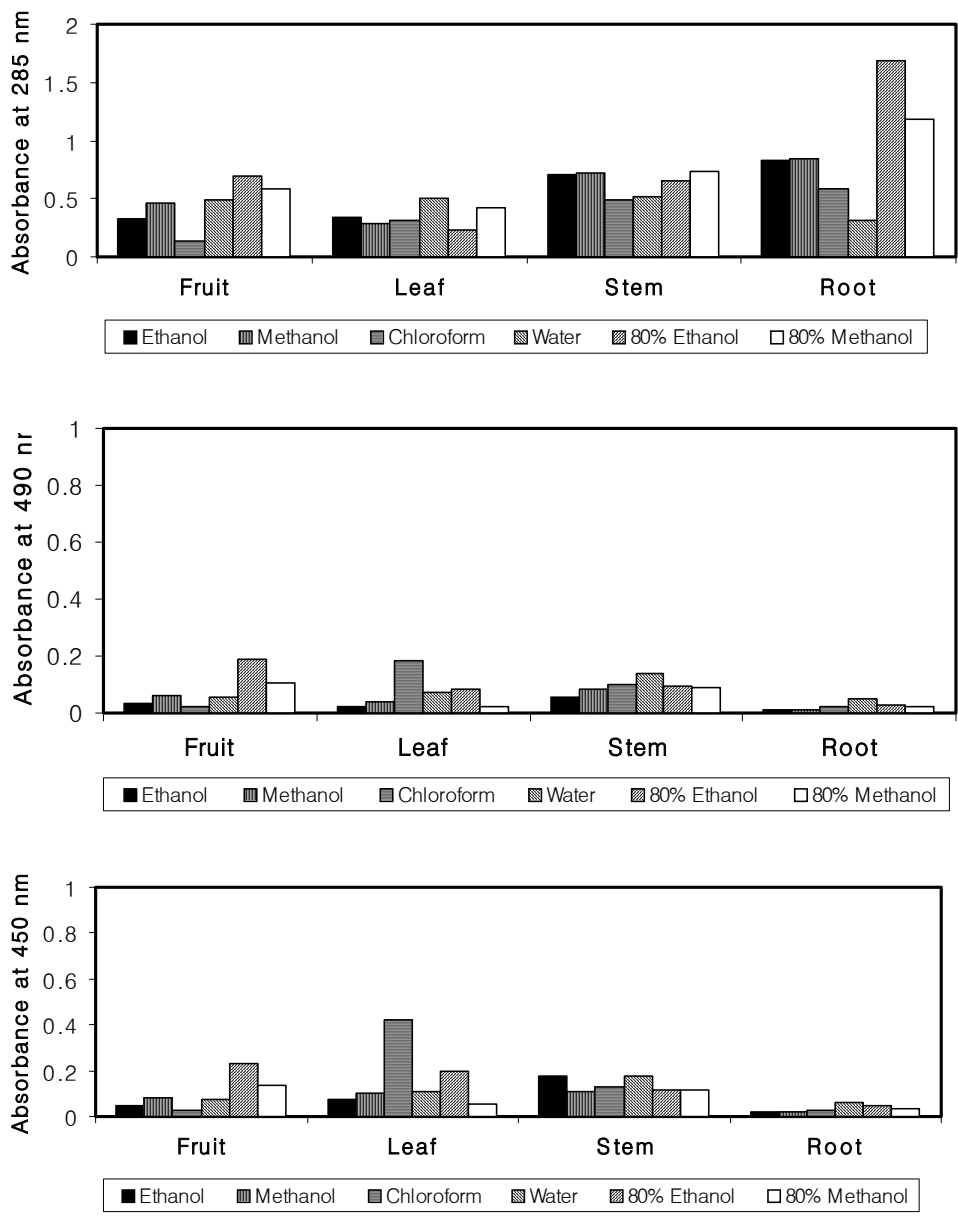 Absorbance at 285 nm
2
1.5
1
0.5
0
Fruit Leaf Stem Root
Ethanol Methanol Chloroform Water 80% Ethanol 80% Methanol
Absorbance at 490 nr
1
0.8
0.6
0.4
0.2
0
Fruit Leaf Stem Root
Ethanol Methanol Chloroform Water 80% Ethanol 80% Methanol
Absorbance at 450 nm
1
0.8
0.6
0.4
0.2
0
Fruit Leaf Stem Root
Ethanol Methanol Chloroform Water 80% Ethanol 80% Methanol